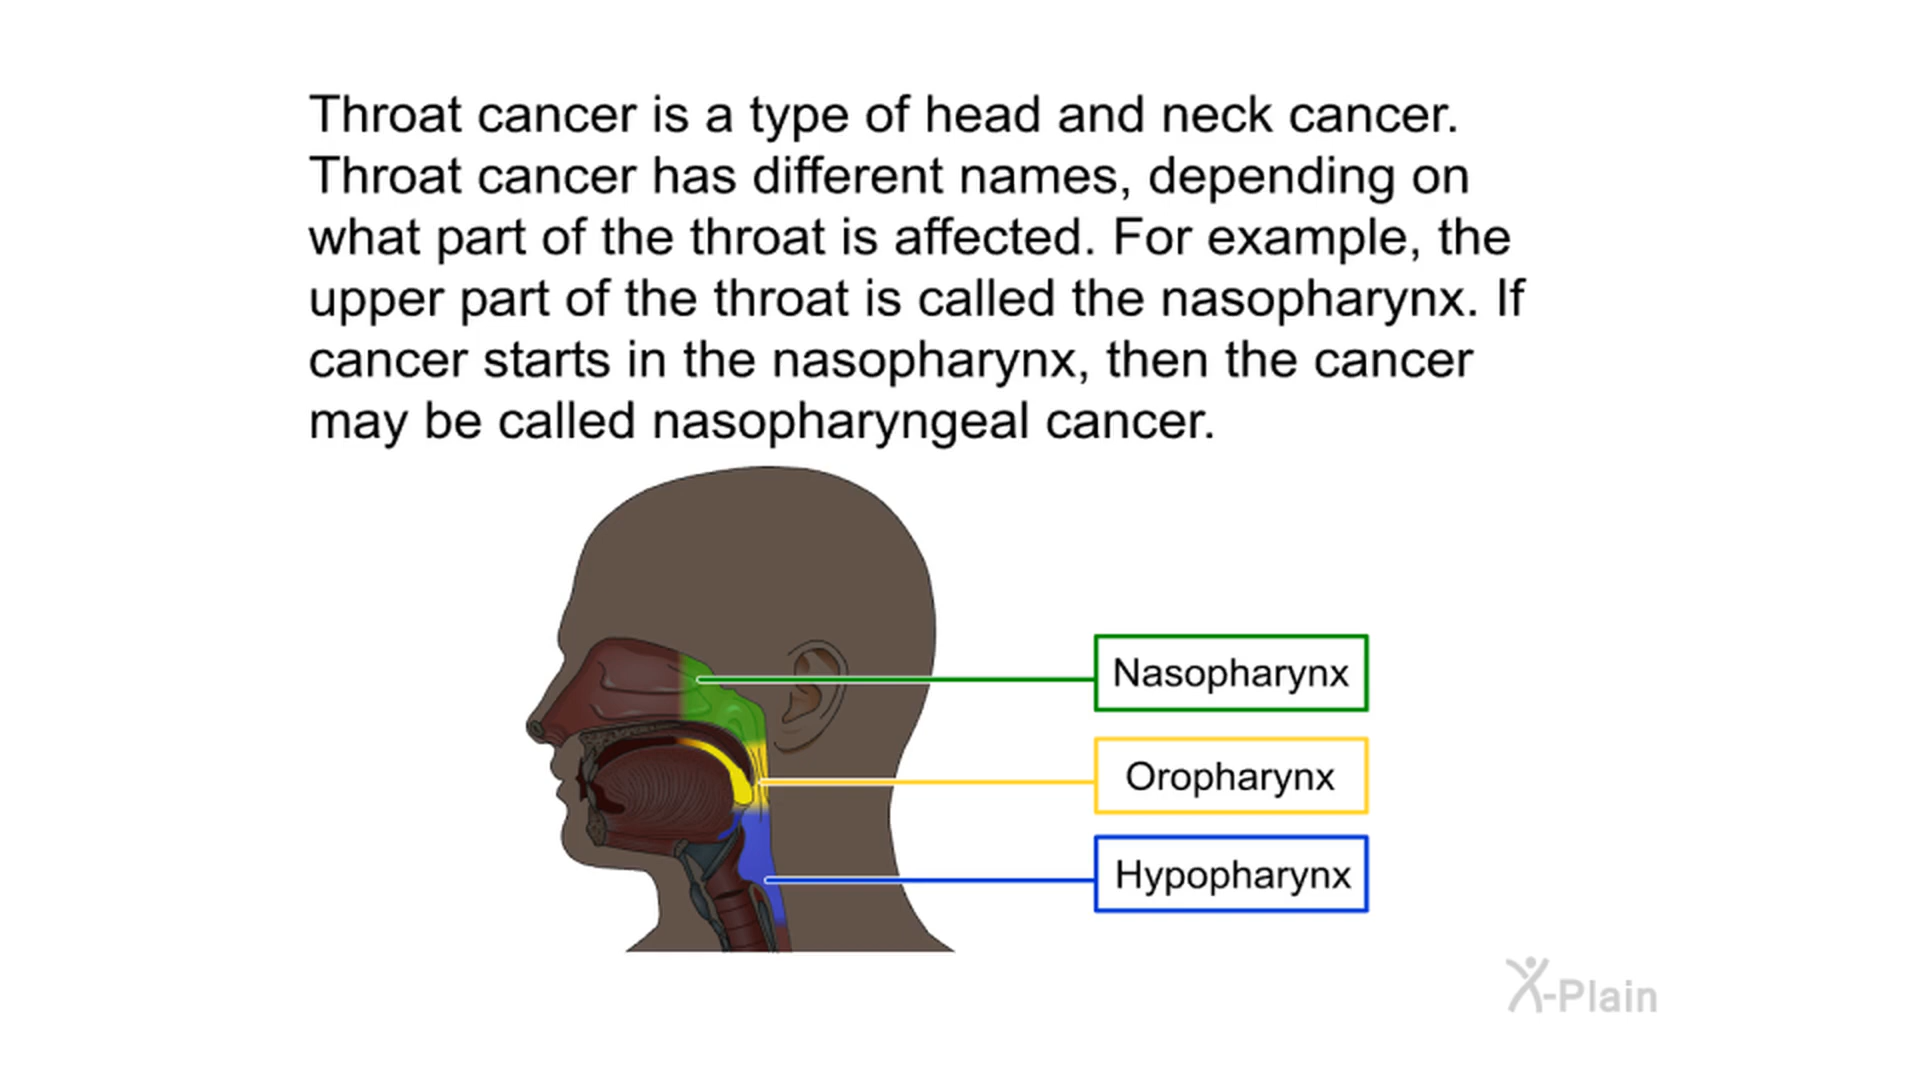 Throat cancer is a type of head and neck cancer.
Throat cancer has different names, depending on
what part of the throat is affected. For example, the
upper part of the throat is called the nasopharynx. If
cancer starts in the nasopharynx, then the cancer
may be called nasopharyngeal cancer.
Nasopharynx
Oropharynx
Hypopharynx
X-Plain